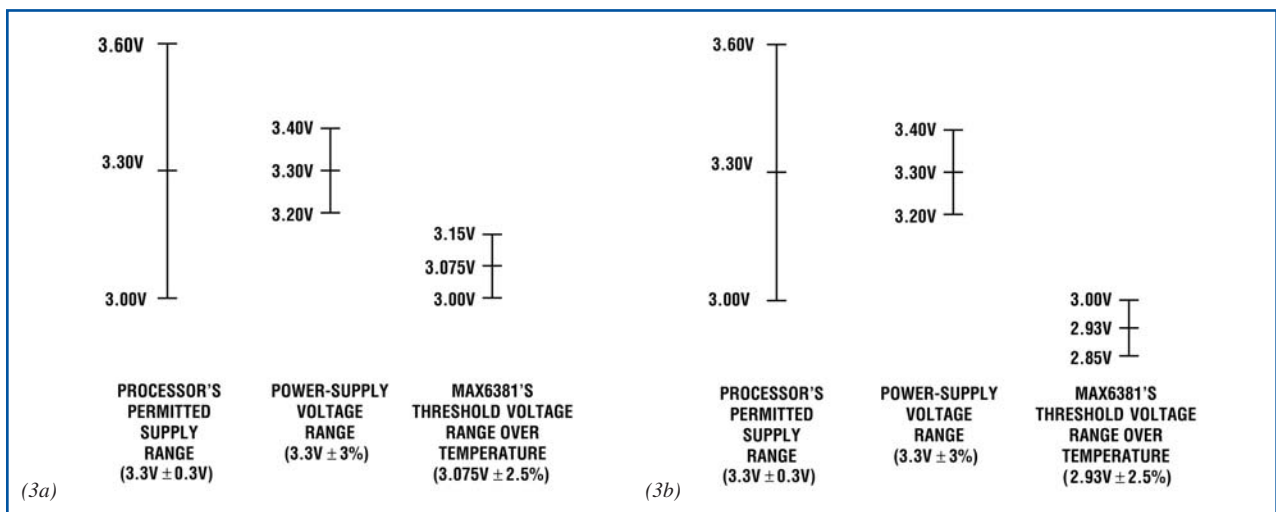 3.60V
3.30V
3.00V
3.40V
3.30V
3.20V
3.15V
3.075V
3.00V
PROCESSOR'S
PERMITTED
SUPPLY
RANGE
(3.3V ± 0.3V)
POWER-SUPPLY
VOLTAGE
RANGE
(3.3V ± 3%)
MAX6381'S
THRESHOLD VOLTAGE
RANGE OVER
TEMPERATURE
(3.075V ± 2.5%)
(3a)
3.60V
3.30V
3.00V
3.40V
3.30V
3.20V
3.00V
2.93V
2.85V
PROCESSOR'S
PERMITTED
SUPPLY
RANGE
(3.3V ± 0.3V)
POWER-SUPPLY
VOLTAGE
RANGE
(3.3V ± 3%)
MAX6381'S
THRESHOLD VOLTAGE
RANGE OVER
TEMPERATURE
(2.93V ± 2.5%)
(3b)